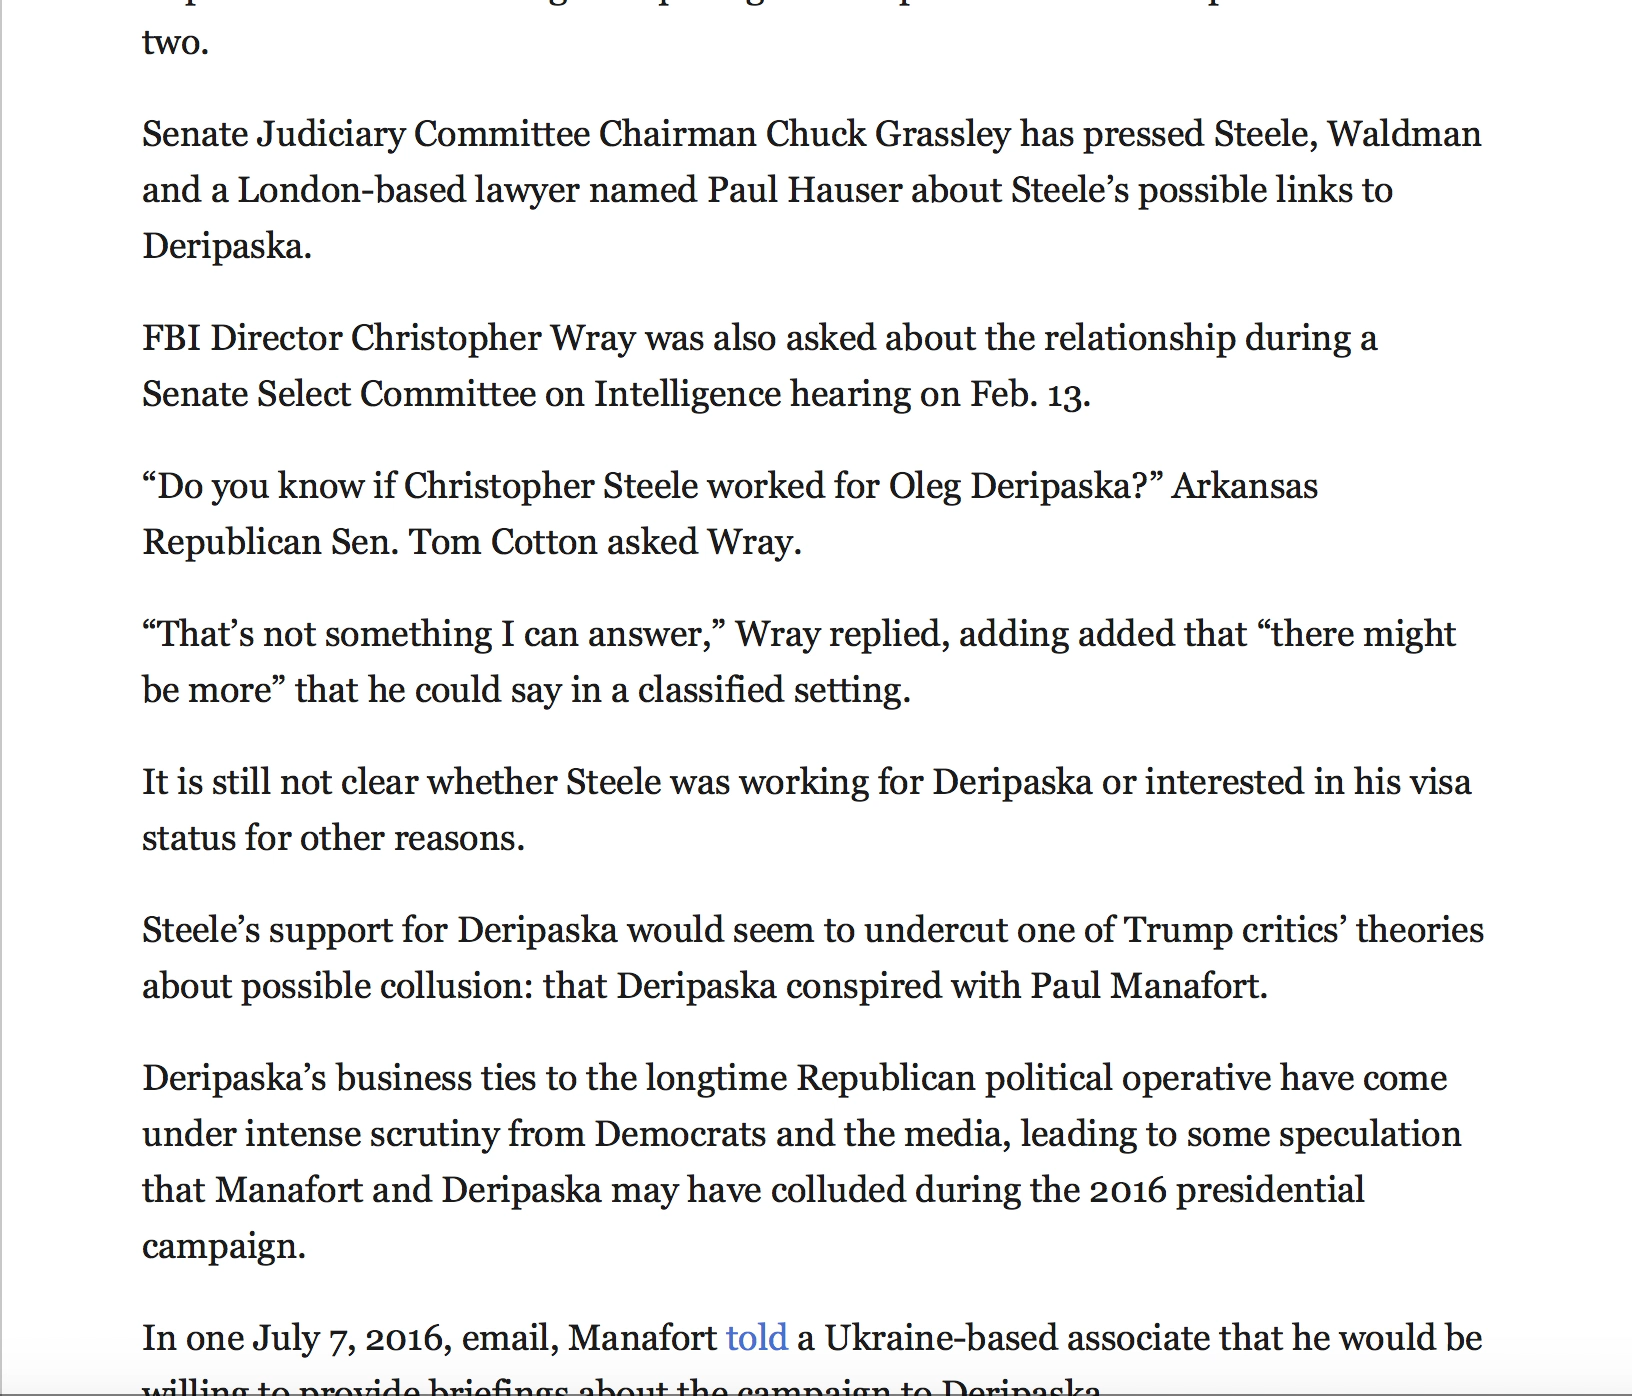 two.
Senate Judiciary Committee Chairman Chuck Grassley has pressed Steele, Waldman
and a London-based lawyer named Paul Hauser about Steele’s possible links to
Deripaska.
FBI Director Christopher Wray was also asked about the relationship during a
Senate Select Committee on Intelligence hearing on Feb. 13.
“Do you know if Christopher Steele worked for Oleg Deripaska?” Arkansas
Republican Sen. Tom Cotton asked Wray.
“That’s not something I can answer,” Wray replied, adding added that “there might
be more” that he could say in a classified setting.
It is still not clear whether Steele was working for Deripaska or interested in his visa
status for other reasons.
Steele’s support for Deripaska would seem to undercut one of Trump critics’ theories
about possible collusion: that Deripaska conspired with Paul Manafort.
Deripaska’s business ties to the longtime Republican political operative have come
under intense scrutiny from Democrats and the media, leading to some speculation
that Manafort and Deripaska may have colluded during the 2016 presidential
campaign.
In one July 7, 2016, email, Manafort told a Ukraine-based associate that he would be
willing to provide briefings about the campaign to Deripaska